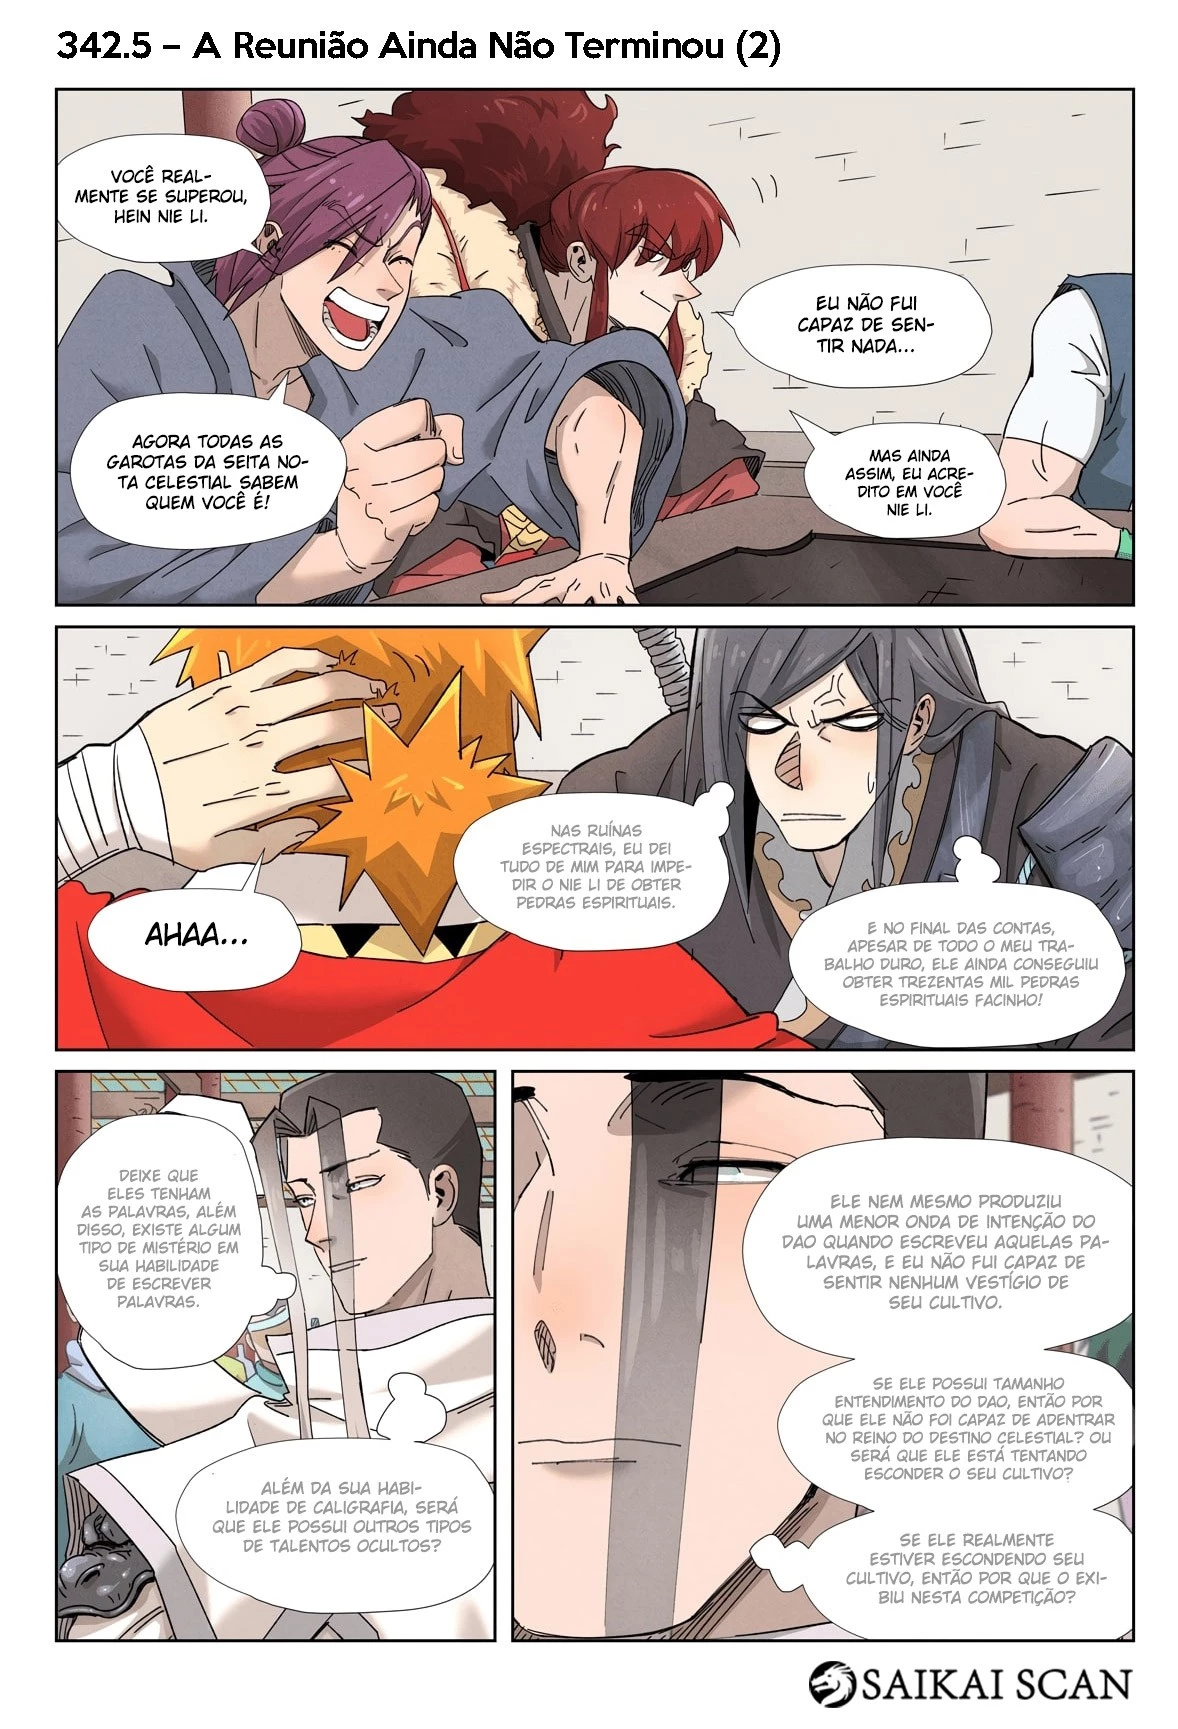 342.5 – A Reunião Ainda Não Terminou (2)
VOCÊ REAL-
MENTE SE SUPEROU,
HEIN NIE LI.
EU NÃO FUI
CAPAZ DE SEN-
TIR NADA...
AGORA TODAS AS
GAROTAS DA SEITA NO-
TA CELESTIAL SABEM
QUEM VOCÊ É!
MAS AINDA
ASSIM, EU ACRE-
DITO EM VOCÊ
NIE LI.
AHAA...
NAS RUÍNAS
ESPECTRAIS, EU DEI
TUDO DE MIM PARA IMPE-
DIR O NIE LI DE OBTER
PEDRAS ESPIRITUAIS.
E NO FINAL DAS CONTAS,
APESAR DE TODO O MEU TRA-
BALHO DURO, ELE AINDA CONSEGUIU
OBTER TREZENTAS MIL PEDRAS
ESPIRITUAIS FACINHO!
DEIXE QUE
ELES TENHAM
AS PALAVRAS, ALÉM
DISSO, EXISTE ALGUM
TIPO DE MISTÉRIO EM
SUA HABILIDADE
DE ESCREVER
PALAVRAS.
ALÉM DA SUA HABI-
LIDADE DE CALIGRAFIA, SERÁ
QUE ELE POSSUI OUTROS TIPOS
DE TALENTOS OCULTOS?
ELE NEM MESMO PRODUZIU
UMA MENOR ONDA DE INTENÇÃO DO
DAO QUANDO ESCREVEU AQUELAS PA-
LAVRAS, E EU NÃO FUI CAPAZ DE
SENTIR NENHUM VESTÍGIO DE
SEU CULTIVO.
SE ELE POSSUI TAMANHO
ENTENDIMENTO DO DAO, ENTÃO POR
QUE ELE NÃO FOI CAPAZ DE ADENTRAR
NO REINO DO DESTINO CELESTIAL? OU
SERÁ QUE ELE ESTÁ TENTANDO
ESCONDER O SEU CULTIVO?
SE ELE REALMENTE
ESTIVER ESCONDENDO SEU
CULTIVO, ENTÃO POR QUE O EXI-
BIU NESTA COMPETIÇÃO?
SAIKAI SCAN